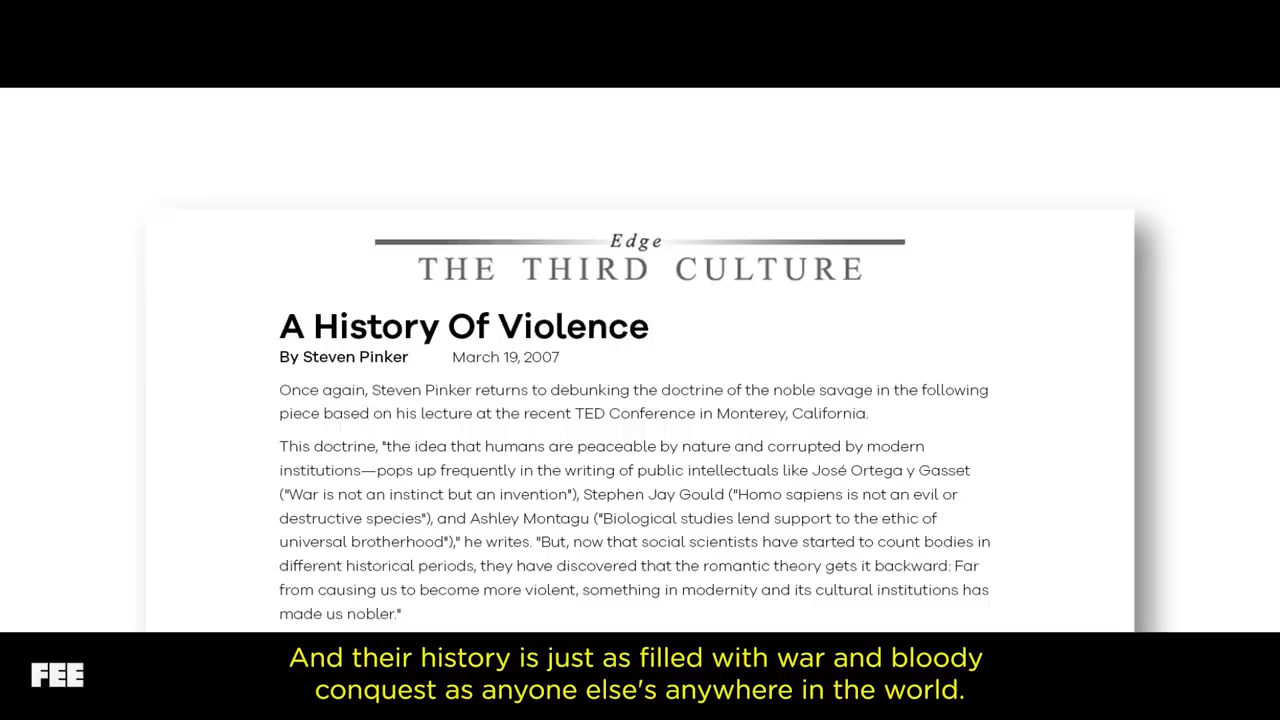 Edge
THE THIRD CULTURE
A History Of Violence
By Steven Pinker March 19, 2007
Once again, Steven Pinker returns to debunking the doctrine of the noble savage in the following
piece based on his lecture at the recent TED Conference in Monterey, California.
This doctrine, "the idea that humans are peaceable by nature and corrupted by modern
institutions—pops up frequently in the writing of public intellectuals like José Ortega y Gasset
("War is not an instinct but an invention"), Stephen Jay Gould ("Homo sapiens is not an evil or
destructive species"), and Ashley Montagu ("Biological studies lend support to the ethic of
universal brotherhood")," he writes. "But, now that social scientists have started to count bodies in
different historical periods, they have discovered that the romantic theory gets it backward: Far
from causing us to become more violent, something in modernity and its cultural institutions has
made us nobler."
And their history is just as filled with war and bloody
conquest as anyone else's anywhere in the world.
FEE